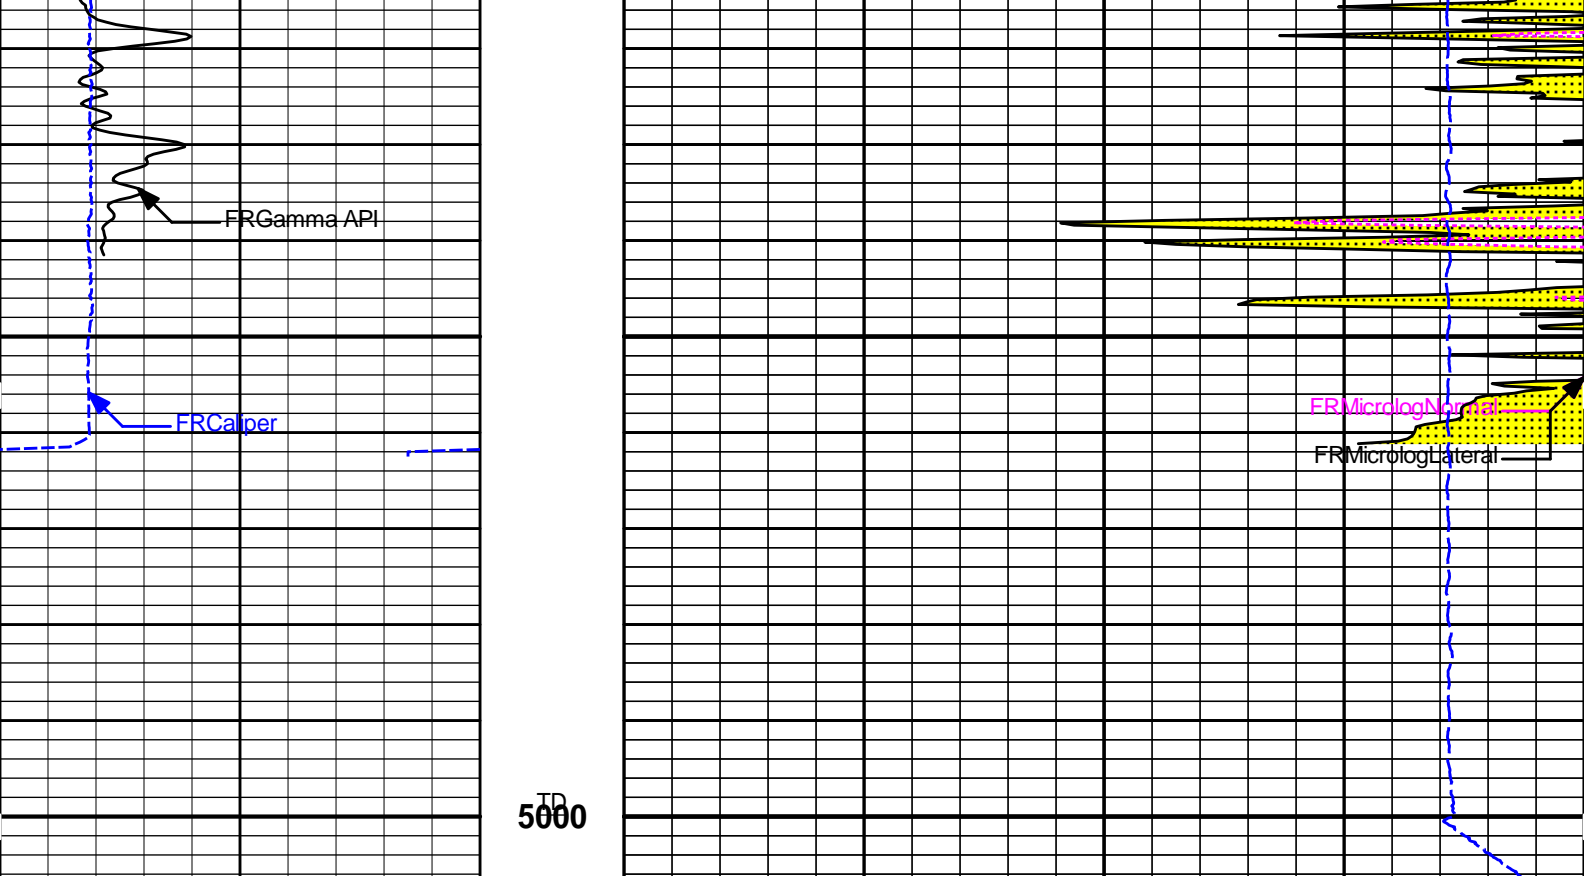 FRGamma API
FRMicrologNormal
FRCaliper
FRMicrologLateral
TD
5000